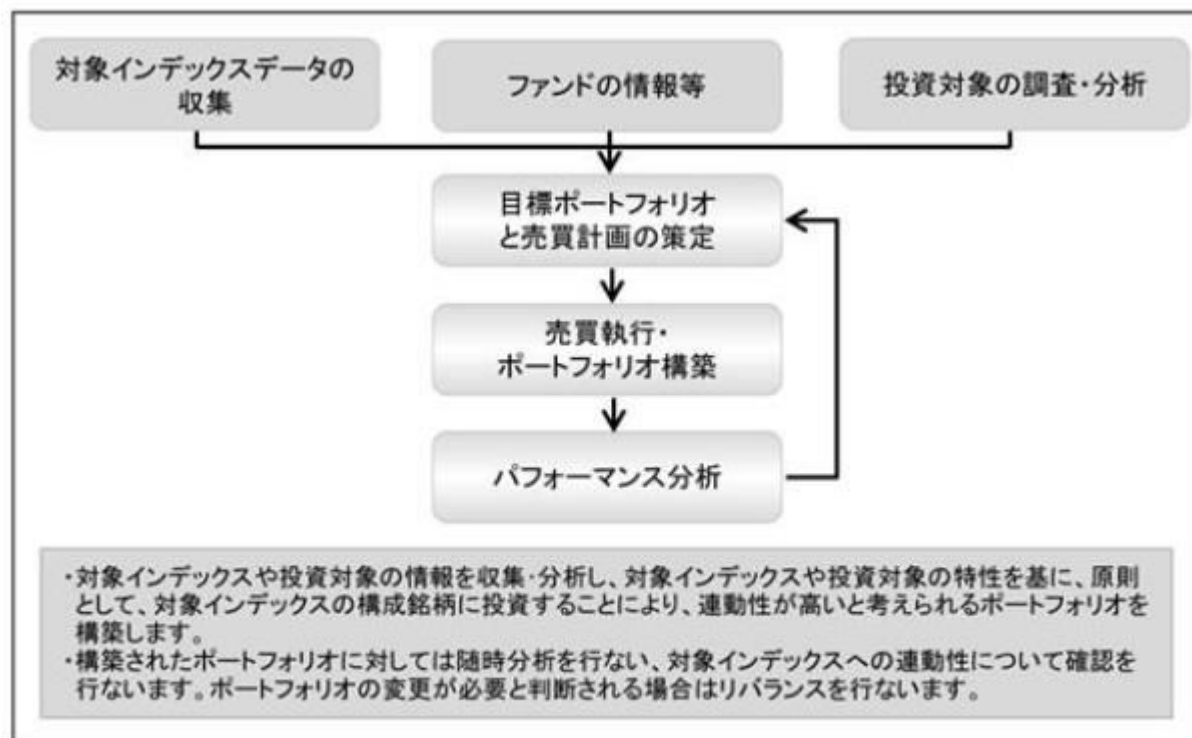 対象インデックスデータの
収集
ファンドの情報等
投資対象の調査・分析
目標ポートフォリオ
と売買計画の策定
売買執行・
ポートフォリオ構築
パフォーマンス分析
・対象インデックスや投資対象の情報を収集・分析し、対象インデックスや投資対象の特性を基に、原則
として、対象インデックスの構成銘柄に投資することにより、連動性が高いと考えられるポートフォリオを
構築します。
・構築されたポートフォリオに対しては随時分析を行ない、対象インデックスへの連動性について確認を
行ないます。ポートフォリオの変更が必要と判断される場合はリバランスを行ないます。